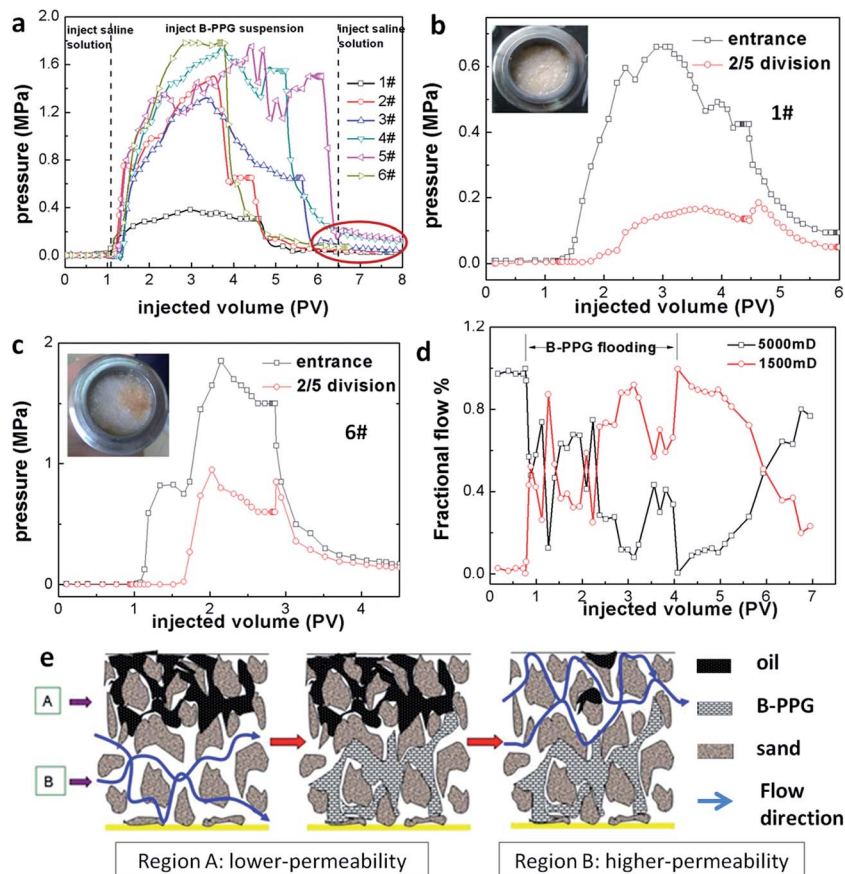 a
inject saline solution
inject B-PPG suspension
inject saline solution
pressure (MPa)
2.0
1.6
1.2
0.8
0.4
0.0
1#
2#
3#
4#
5#
6#
0 1 2 3 4 5 6 7 8
injected volume (PV)
b
pressure (MPa)
0.6
0.4
0.2
0.0
entrance
2/5 division
1#
0 1 2 3 4 5 6
injected volume (PV)
c
pressure (MPa)
2
1
0
entrance
2/5 division
6#
0 1 2 3 4
injected volume (PV)
d
Fractional flow %
1.2
0.8
0.4
0.0
B-PPG flooding
5000mD
1500mD
0 1 2 3 4 5 6 7
injected volume (PV)
e
A
B
oil
B-PPG
sand
Flow
direction
Region A: lower-permeability
Region B: higher-permeability